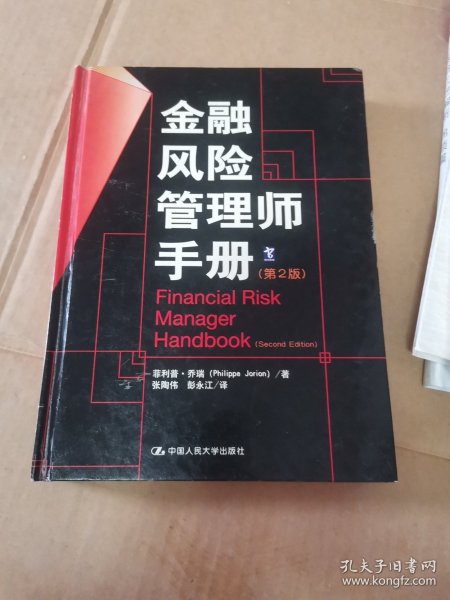 金融
风险
管理师
手册(第2版)
Financial Risk
Manager
Handbook (Second Edition)
菲利普·乔瑞 (Philippe Jorion) /著
张陶伟 彭永江/译
中国人民大学出版社
孔夫子旧书网
www.kongfz.com